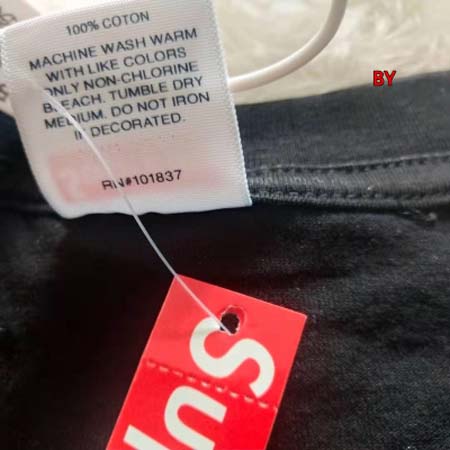 100% COTON
MACHINE WASH WARM
WITH LIKE COLORS
ONLY NON-CHLORINE
BLEACH. TUMBLE DRY
MEDIUM. DO NOT IRON
IF DECORATED.
RN#101837
BY
Sup